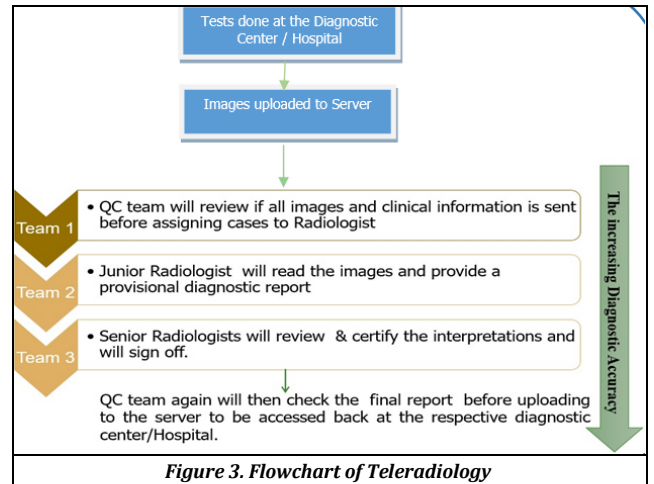 Tests done at the Diagnostic
Center / Hospital
Images uploaded to Server
Team 1
• QC team will review if all images and clinical information is sent
before assigning cases to Radiologist
Team 2
• Junior Radiologist will read the images and provide a
provisional diagnostic report
Team 3
• Senior Radiologists will review & certify the interpretations and
will sign off.
QC team again will then check the final report before uploading
to the server to be accessed back at the respective diagnostic
center/Hospital.
The increasing Diagnostic Accuracy
Figure 3. Flowchart of Teleradiology